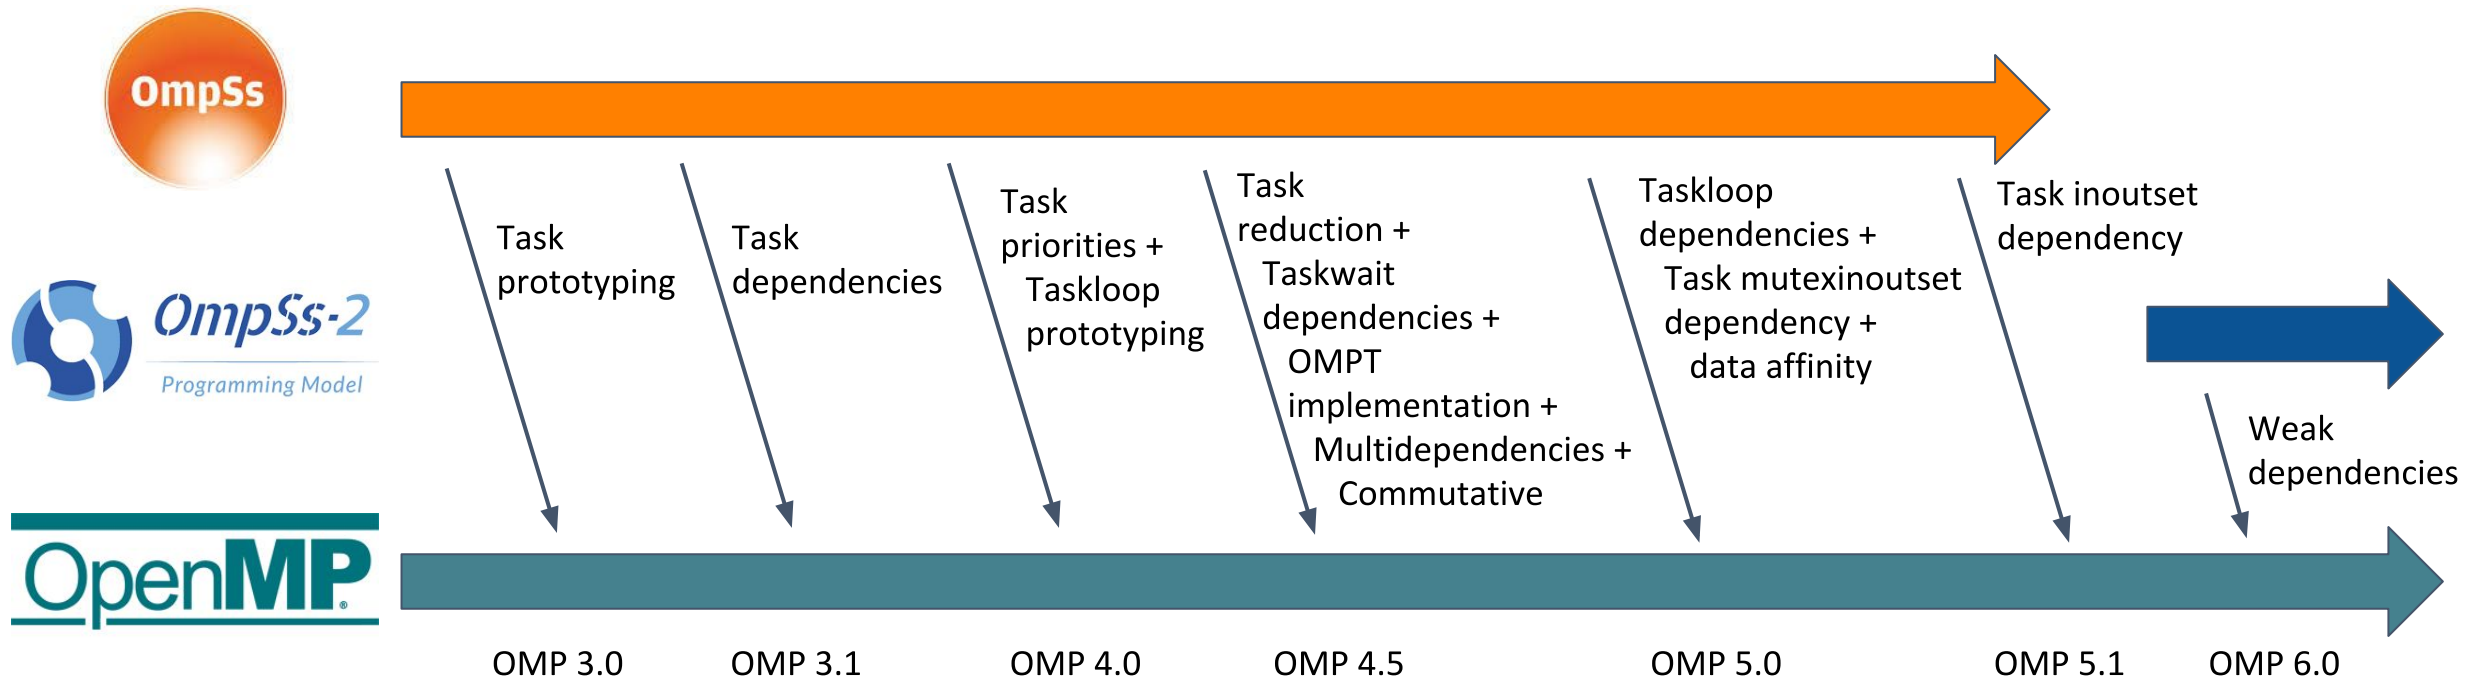 OmpSs
Task
prototyping
Task
dependencies
Task
priorities +
Taskloop
prototyping
Task
reduction +
Taskwait
dependencies +
OMPT
implementation +
Multidependencies +
Commutative
Taskloop
dependencies +
Task mutexinoutset
dependency +
data affinity
Task inoutset
dependency
OmpSs-2
Programming Model
Weak
dependencies
OpenMP®
OMP 3.0
OMP 3.1
OMP 4.0
OMP 4.5
OMP 5.0
OMP 5.1
OMP 6.0